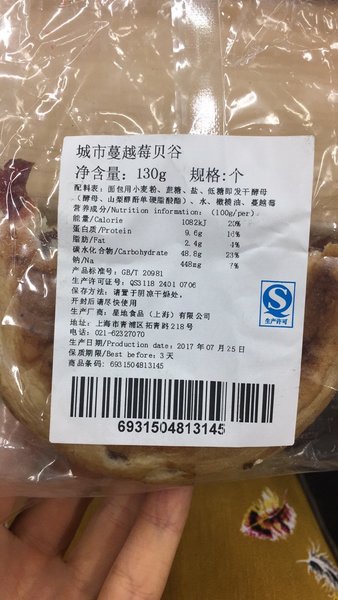 城市蔓越莓贝谷
净含量: 130g 规格:个
配料表: 面包用小麦粉、蔗糖、盐、低糖即发干酵母
(酵母、山梨醇酐单硬脂酸酯)、水、橄榄油、蔓越莓
营养成分/Nutrition information: (100g/per)
能量/Calorie 1082kJ 20%
蛋白质/Protein 9.6g 16%
脂肪/Fat 2.4g 4%
碳水化合物/Carbohydrate 48.8g 23%
钠/Na 448mg ?%
产品标准号: GB/T 20981
生产许可证号: QS3118 2401 0706
保存方法: 请置于阴凉干燥处,
开封后请尽快使用
生产厂商: 星地食品(上海)有限公司
地址: 上海市青浦区拓青路218号
电话: 021-62327070
生产日期/Production date: 2017年07月25日
保质期限/Best before: 3天
商品条码: 6931504813145
QS
生产许可
6931504813145